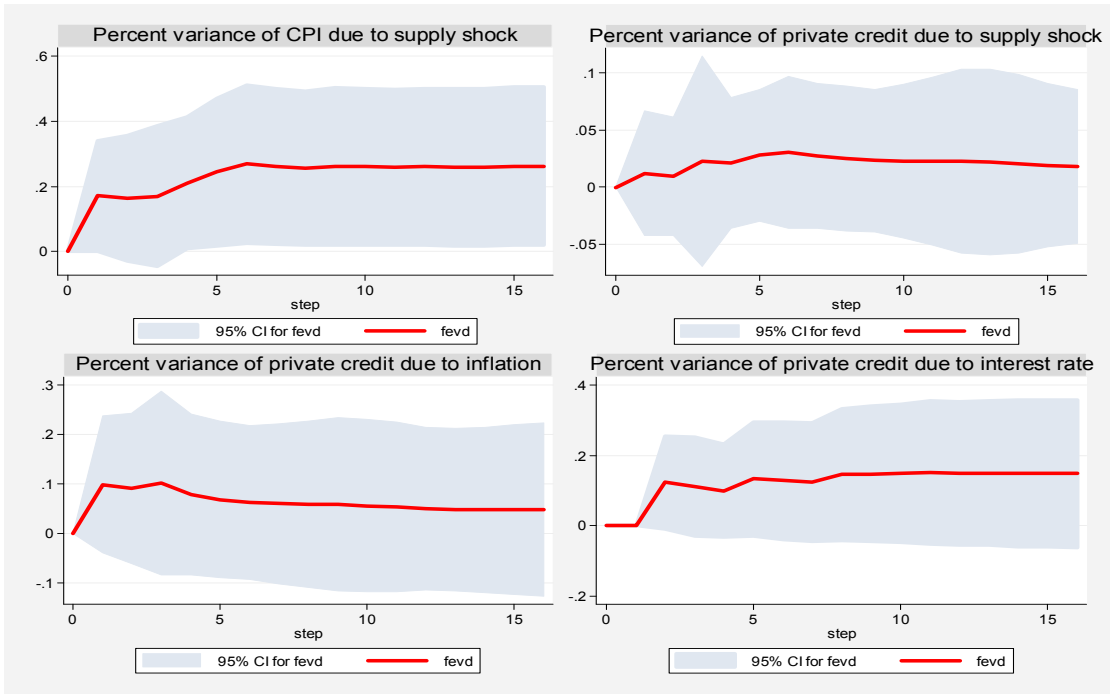 Percent variance of CPI due to supply shock
.6
.4
.2
0
0 5 10 15
step
95% CI for fevd fevd
Percent variance of private credit due to supply shock
.1
.05
0
-.05
0 5 10 15
step
95% CI for fevd fevd
Percent variance of private credit due to inflation
.3
.2
.1
0
-.1
0 5 10 15
step
95% CI for fevd fevd
Percent variance of private credit due to interest rate
.4
.2
0
-.2
0 5 10 15
step
95% CI for fevd fevd